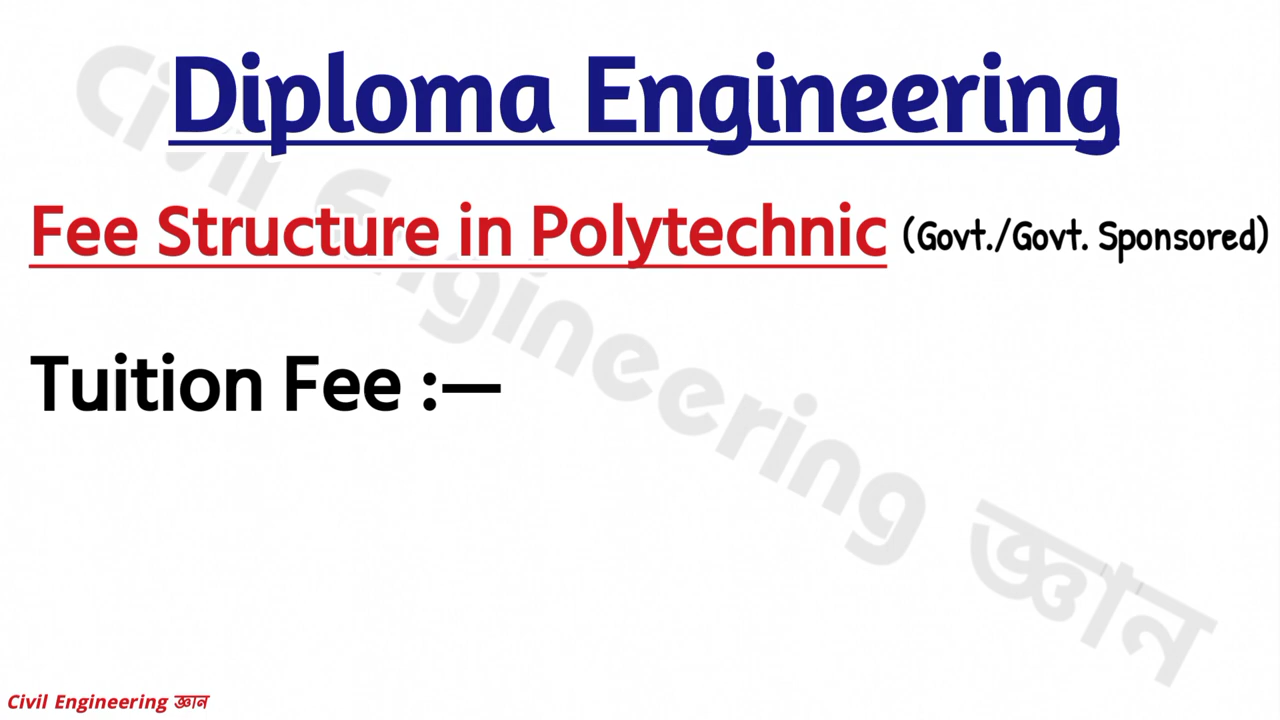 Diploma Engineering
Fee Structure in Polytechnic (Govt./Govt. Sponsored)
Tuition Fee :—
Civil Engineering জ্ঞান
Civil Engineering জ্ঞান